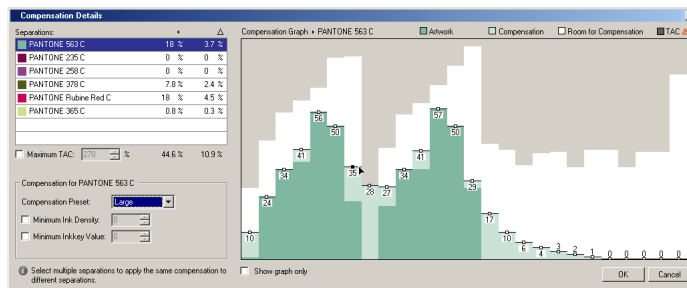 Compensation Details
Separations: + Δ
PANTONE 563 C 18 % 3.7 %
PANTONE 235 C 0 % 0 %
PANTONE 258 C 0 % 0 %
PANTONE 378 C 7.8 % 2.4 %
PANTONE Rubine Red C 18 % 4.5 %
PANTONE 365 C 0.8 % 0.3 %
Maximum TAC: 270 % 44.6 % 10.9 %
Compensation for PANTONE 563 C
Compensation Preset: Large
Minimum Ink Density: 0
Minimum Inkkey Value: 0
Select multiple separations to apply the same compensation to
different separations.
Compensation Graph ▸ PANTONE 563 C Artwork Compensation Room for Compensation TAC
10 24 34 41 56 50 35 28 27 34 41 57 50 29 17 10 6 4 3 2 1 0 0 0 0
Show graph only
OK Cancel